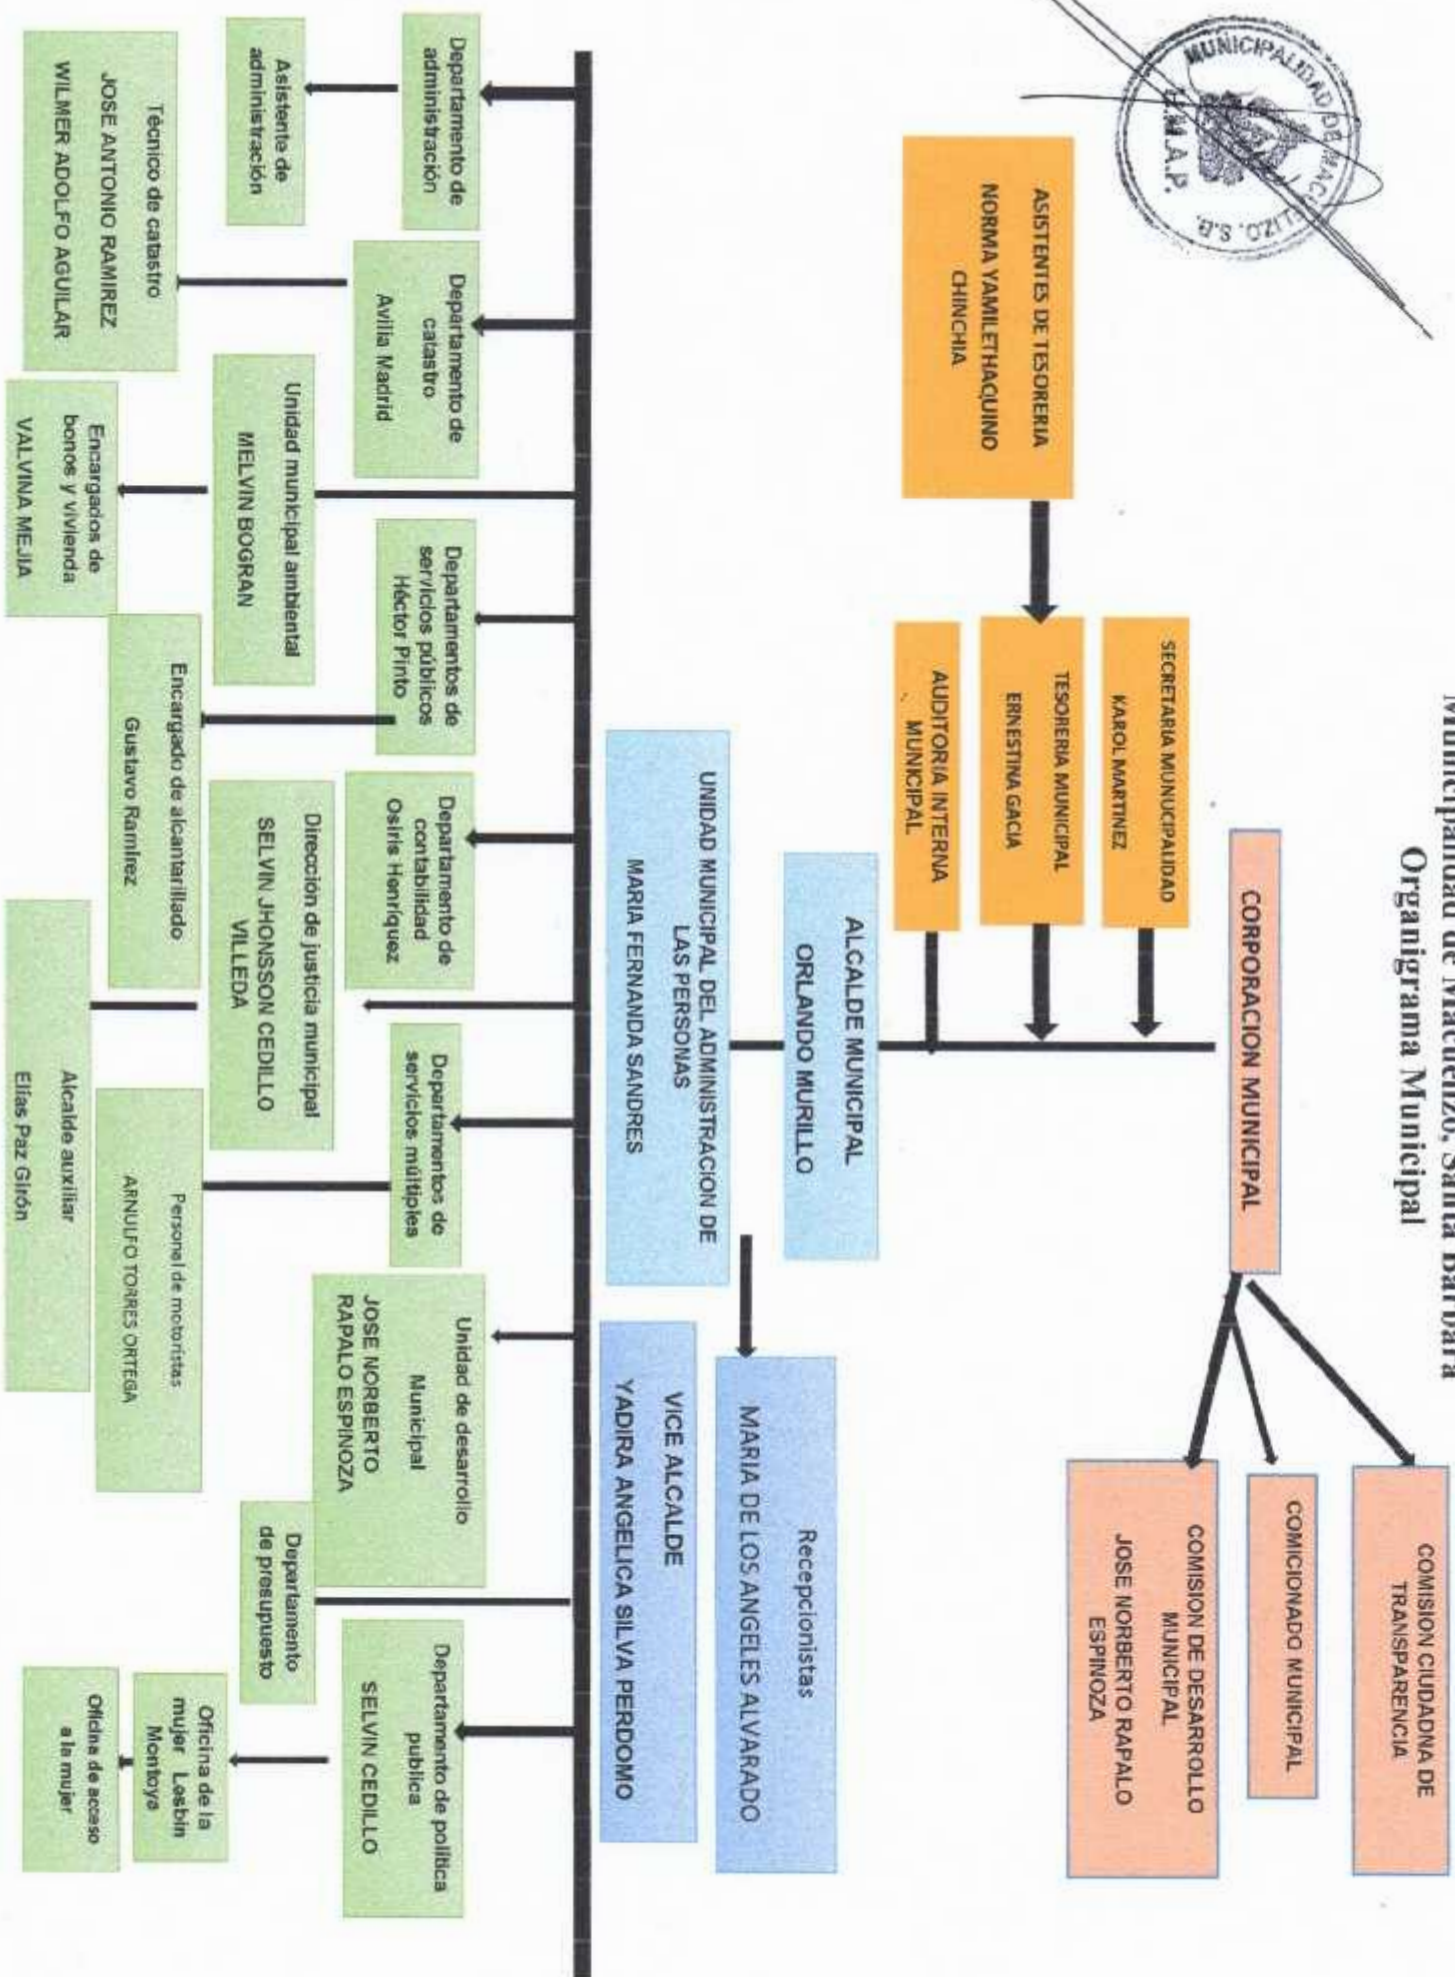 Municipalidad de Macuelizo, Santa Barbara
Organigrama Municipal
MUNICIPALIDAD DE MACUELIZO, S.B.
U.M.A.P.
CORPORACION MUNICIPAL
COMISION CIUDADNA DE
TRANSPARENCIA
COMICIONADO MUNICIPAL
COMISION DE DESARROLLO
MUNICIPAL
JOSE NORBERTO RAPALO
ESPINOZA
SECRETARIA MUNUCIPALIDAD
KAROL MARTINEZ
ASISTENTES DE TESORERIA
NORMA YAMILETHAQUINO
CHINCHIA
TESORERIA MUNICIPAL
ERNESTINA GACIA
AUDITORIA INTERNA
MUNICIPAL
ALCALDE MUNICIPAL
ORLANDO MURILLO
Recepcionistas
MARIA DE LOS ANGELES ALVARADO
UNIDAD MUNICIPAL DEL ADMINISTRACION DE
LAS PERSONAS
MARIA FERNANDA SANDRES
VICE ALCALDE
YADIRA ANGELICA SILVA PERDOMO
Departamento de
administración
Asistente de
administración
Departamento de
catastro
Avilia Madrid
Técnico de catastro
JOSE ANTONIO RAMIREZ
WILMER ADOLFO AGUILAR
Unidad municipal ambiental
MELVIN BOGRAN
Encargados de
bonos y vivienda
VALVINA MEJIA
Departamentos de
servicios públicos
Héctor Pinto
Encargado de alcantarillado
Gustavo Ramírez
Departamento de
contabilidad
Osiris Henríquez
Dirección de justicia municipal
SELVIN JHONSSON CEDILLO
VILLEDA
Alcalde auxiliar
Elías Paz Girón
Departamentos de
servicios múltiples
Personal de motoristas
ARNULFO TORRES ORTEGA
Unidad de desarrollo
Municipal
JOSE NORBERTO
RAPALO ESPINOZA
Departamento
de presupuesto
Departamento de política
publica
SELVIN CEDILLO
Oficina de la
mujer Lesbin
Montoya
Oficina de acceso
a la mujer